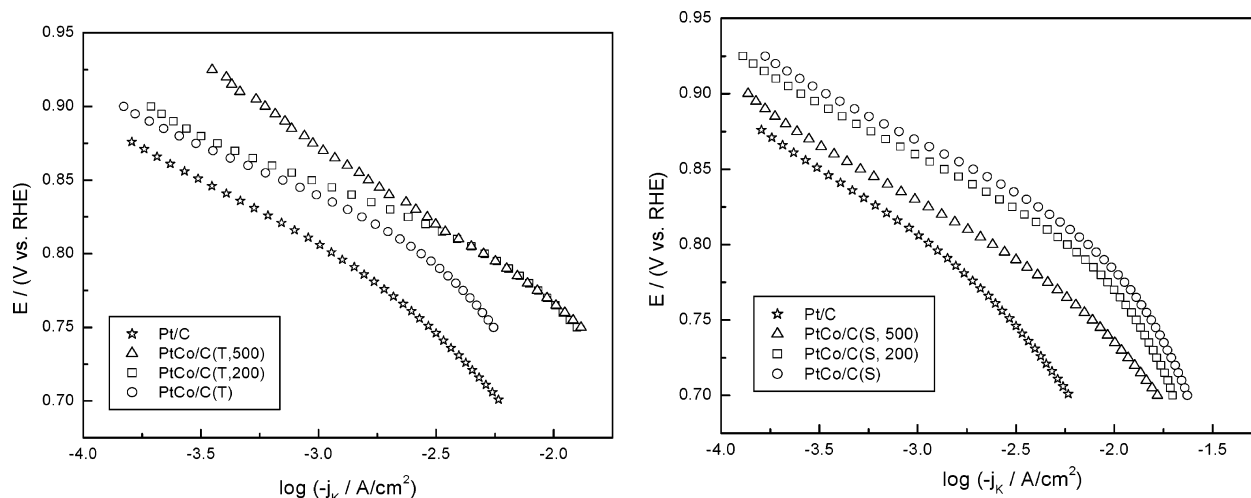 0.95
0.90
0.85
0.80
0.75
0.70
E / (V vs. RHE)
Pt/C
PtCo/C(T,500)
PtCo/C(T,200)
PtCo/C(T)
-4.0 -3.5 -3.0 -2.5 -2.0
log (-jK / A/cm2)
0.95
0.90
0.85
0.80
0.75
0.70
E / (V vs. RHE)
Pt/C
PtCo/C(S, 500)
PtCo/C(S, 200)
PtCo/C(S)
-4.0 -3.5 -3.0 -2.5 -2.0 -1.5
log (-jK / A/cm2)